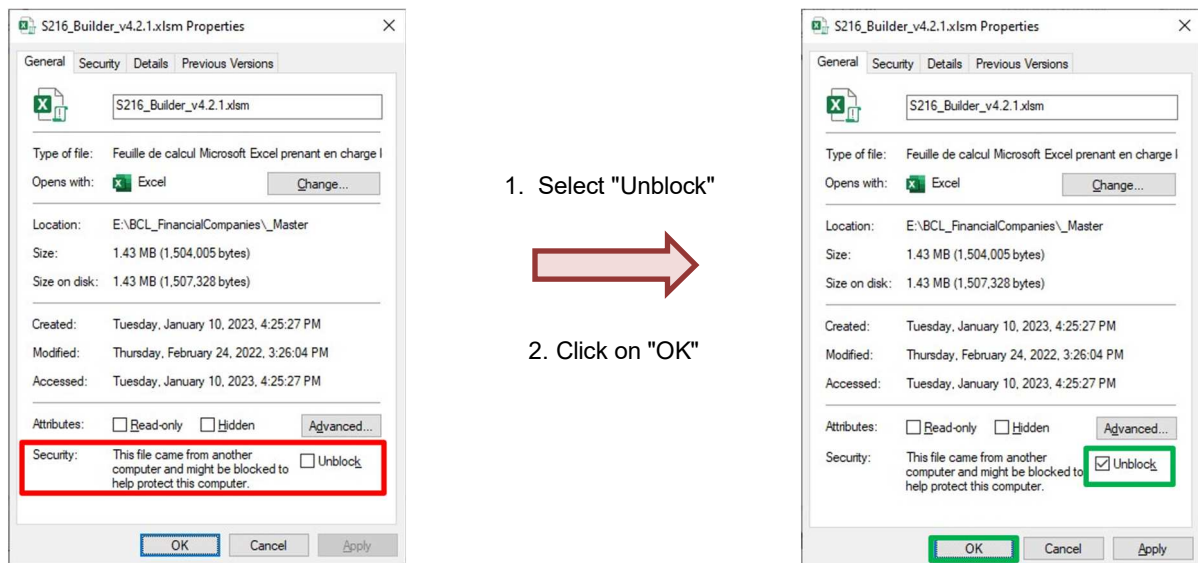 S216_Builder_v4.2.1.xlsm Properties
General Security Details Previous Versions
S216_Builder_v4.2.1.xlsm
Type of file: Feuille de calcul Microsoft Excel prenant en charge l
Opens with: Excel Change...
Location: E:\BCL_FinancialCompanies\_Master
Size: 1.43 MB (1,504,005 bytes)
Size on disk: 1.43 MB (1,507,328 bytes)
Created: Tuesday, January 10, 2023, 4:25:27 PM
Modified: Thursday, February 24, 2022, 3:26:04 PM
Accessed: Tuesday, January 10, 2023, 4:25:27 PM
Attributes: Read-only Hidden Advanced...
Security: This file came from another
computer and might be blocked to
help protect this computer.
Unblock
OK Cancel Apply
1. Select "Unblock"
2. Click on "OK"
S216_Builder_v4.2.1.xlsm Properties
General Security Details Previous Versions
S216_Builder_v4.2.1.xlsm
Type of file: Feuille de calcul Microsoft Excel prenant en charge l
Opens with: Excel Change...
Location: E:\BCL_FinancialCompanies\_Master
Size: 1.43 MB (1,504,005 bytes)
Size on disk: 1.43 MB (1,507,328 bytes)
Created: Tuesday, January 10, 2023, 4:25:27 PM
Modified: Thursday, February 24, 2022, 3:26:04 PM
Accessed: Tuesday, January 10, 2023, 4:25:27 PM
Attributes: Read-only Hidden Advanced...
Security: This file came from another
computer and might be blocked to
help protect this computer.
Unblock
OK Cancel Apply